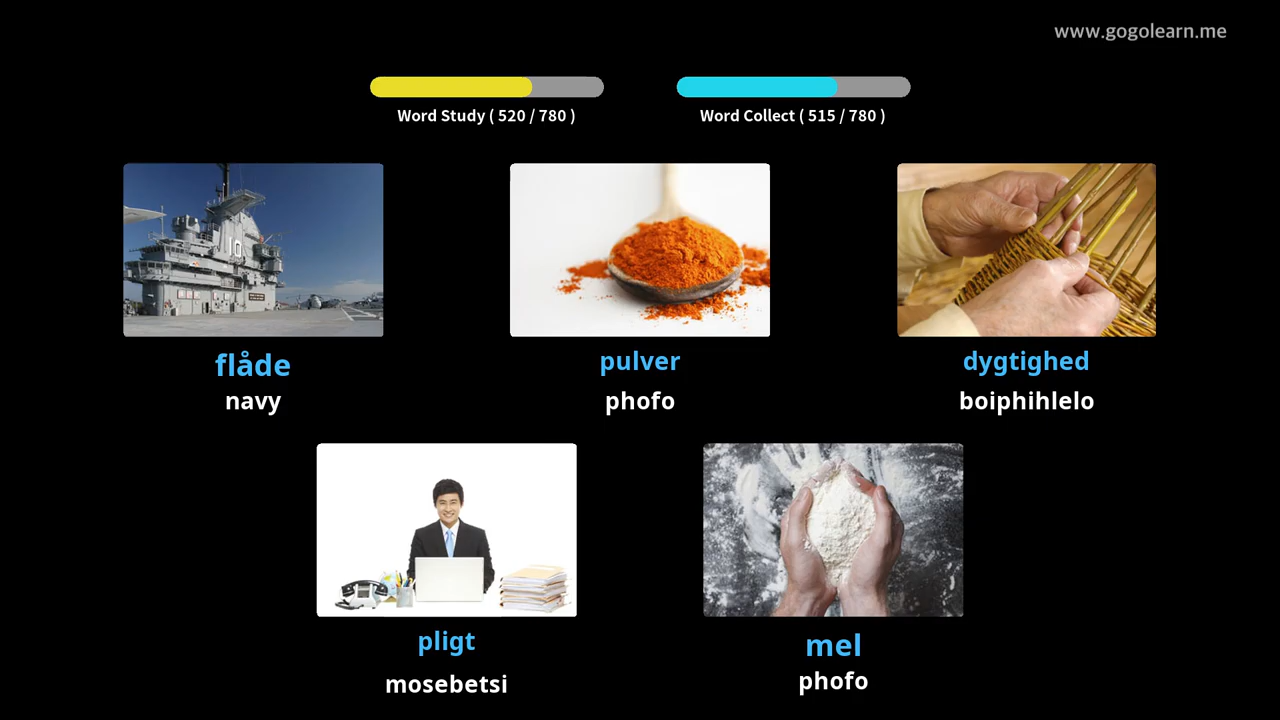 www.gogolearn.me
Word Study ( 520 / 780 )
Word Collect ( 515 / 780 )
10
flåde
pulver
dygtighed
navy
phofo
boiphihlelo
pligt
mel
mosebetsi
phofo